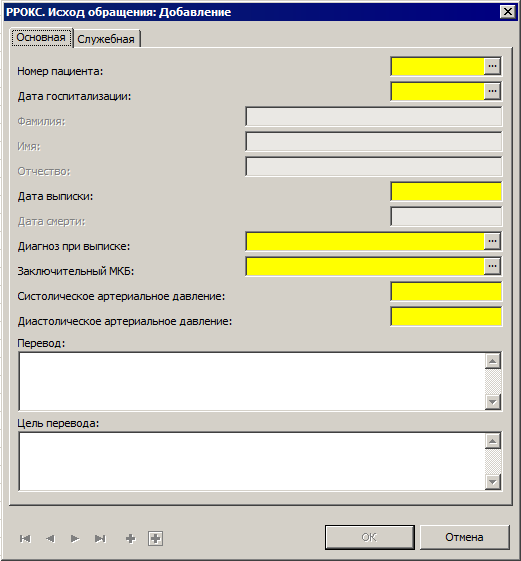 РРОКС. Исход обращения: Добавление
Основная Служебная
Номер пациента: ...
Дата госпитализации: ...
Фамилия:
Имя:
Отчество:
Дата выписки:
Дата смерти:
Диагноз при выписке: ...
Заключительный МКБ: ...
Систолическое артериальное давление:
Диастолическое артериальное давление:
Перевод:
Цель перевода:
OK Отмена